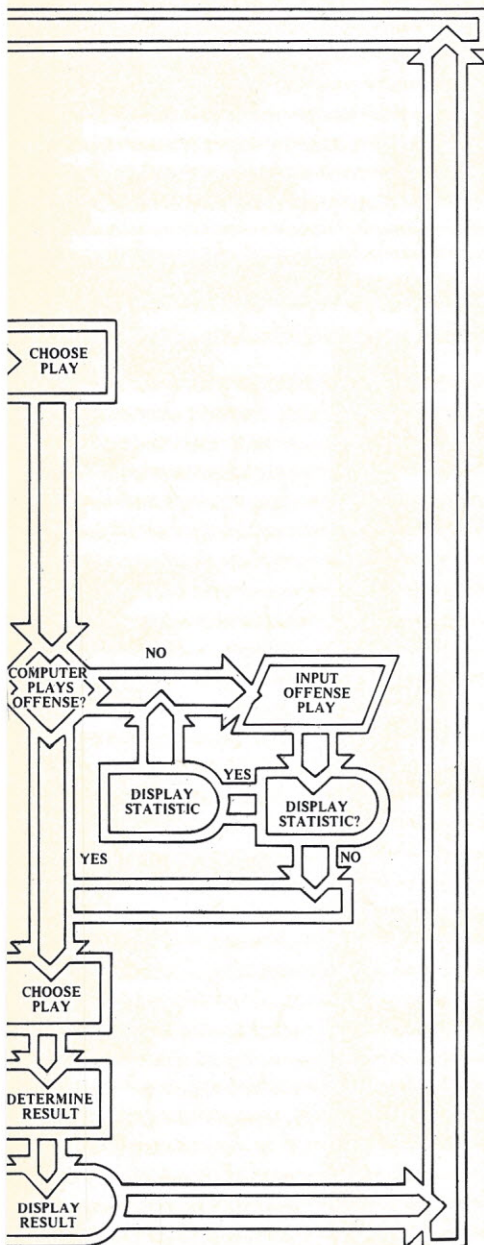 CHOOSE
PLAY
NO
COMPUTER
PLAYS
OFFENSE?
INPUT
OFFENSE
PLAY
YES
DISPLAY
STATISTIC
DISPLAY
STATISTIC?
YES
NO
CHOOSE
PLAY
DETERMINE
RESULT
DISPLAY
RESULT